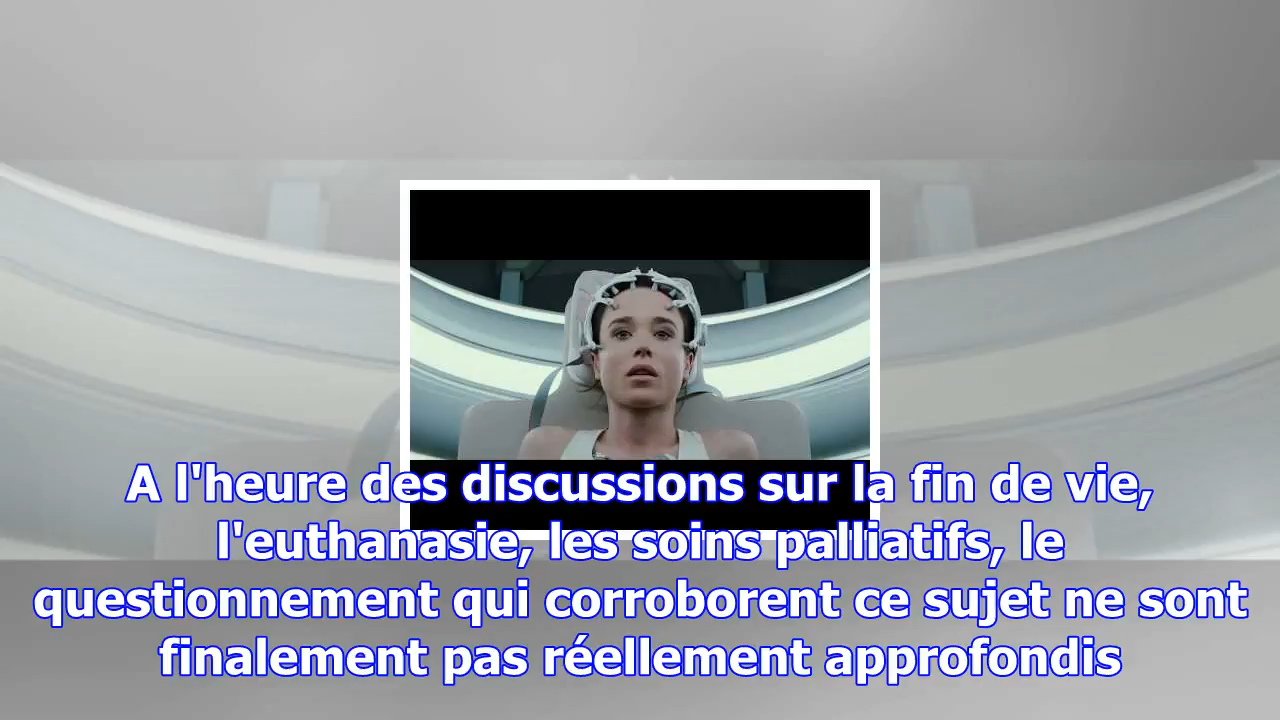 A l'heure des discussions sur la fin de vie,
l'euthanasie, les soins palliatifs, le
questionnement qui corroborent ce sujet ne sont
finalement pas réellement approfondis